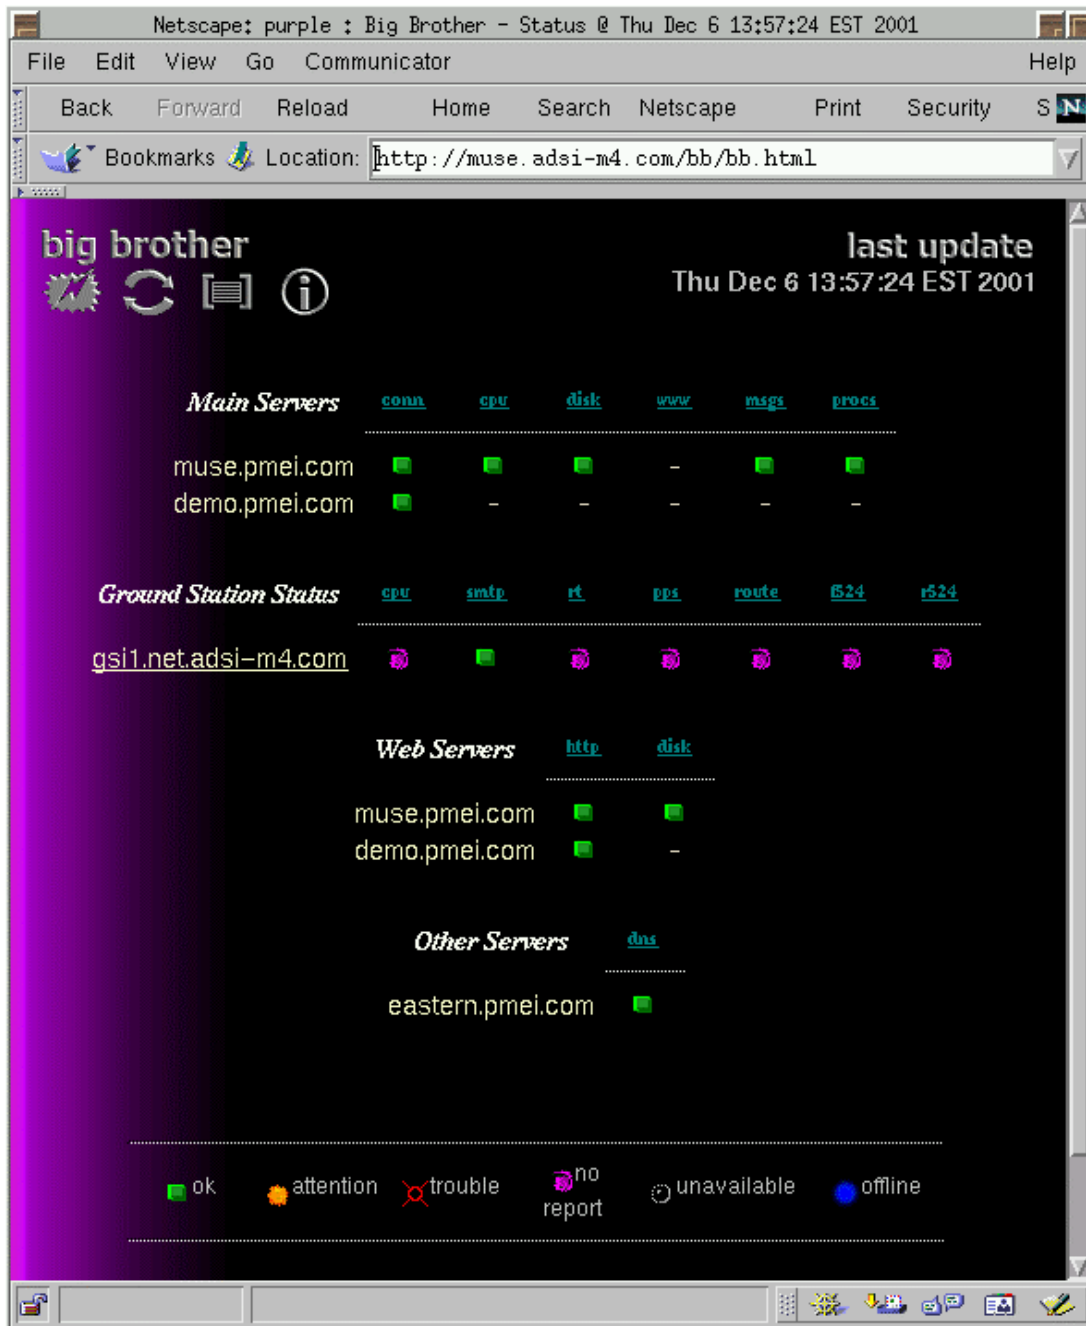 Netscape: purple : Big Brother - Status @ Thu Dec 6 13:57:24 EST 2001
File Edit View Go Communicator Help
Back Forward Reload Home Search Netscape Print Security S N
Bookmarks Location: http://muse.adsi-m4.com/bb/bb.html
big brother
last update
Thu Dec 6 13:57:24 EST 2001
Main Servers conn cpu disk www msgs procs
muse.pmei.com -
demo.pmei.com - - - - -
Ground Station Status cpu smtp rt pps route f524 r524
gsi1.net.adsi-m4.com
Web Servers http disk
muse.pmei.com
demo.pmei.com -
Other Servers dns
eastern.pmei.com
ok attention trouble no report unavailable offline